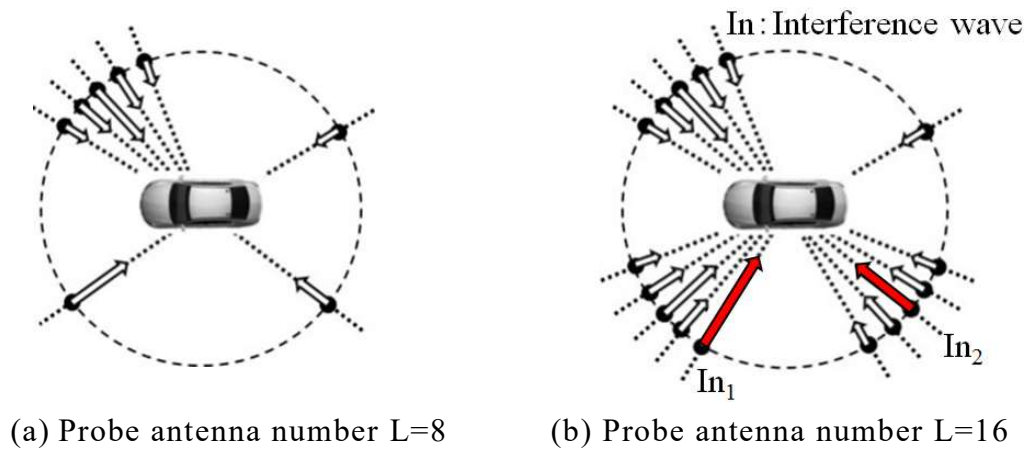 In:Interference wave
In1
In2
(a) Probe antenna number L=8
(b) Probe antenna number L=16